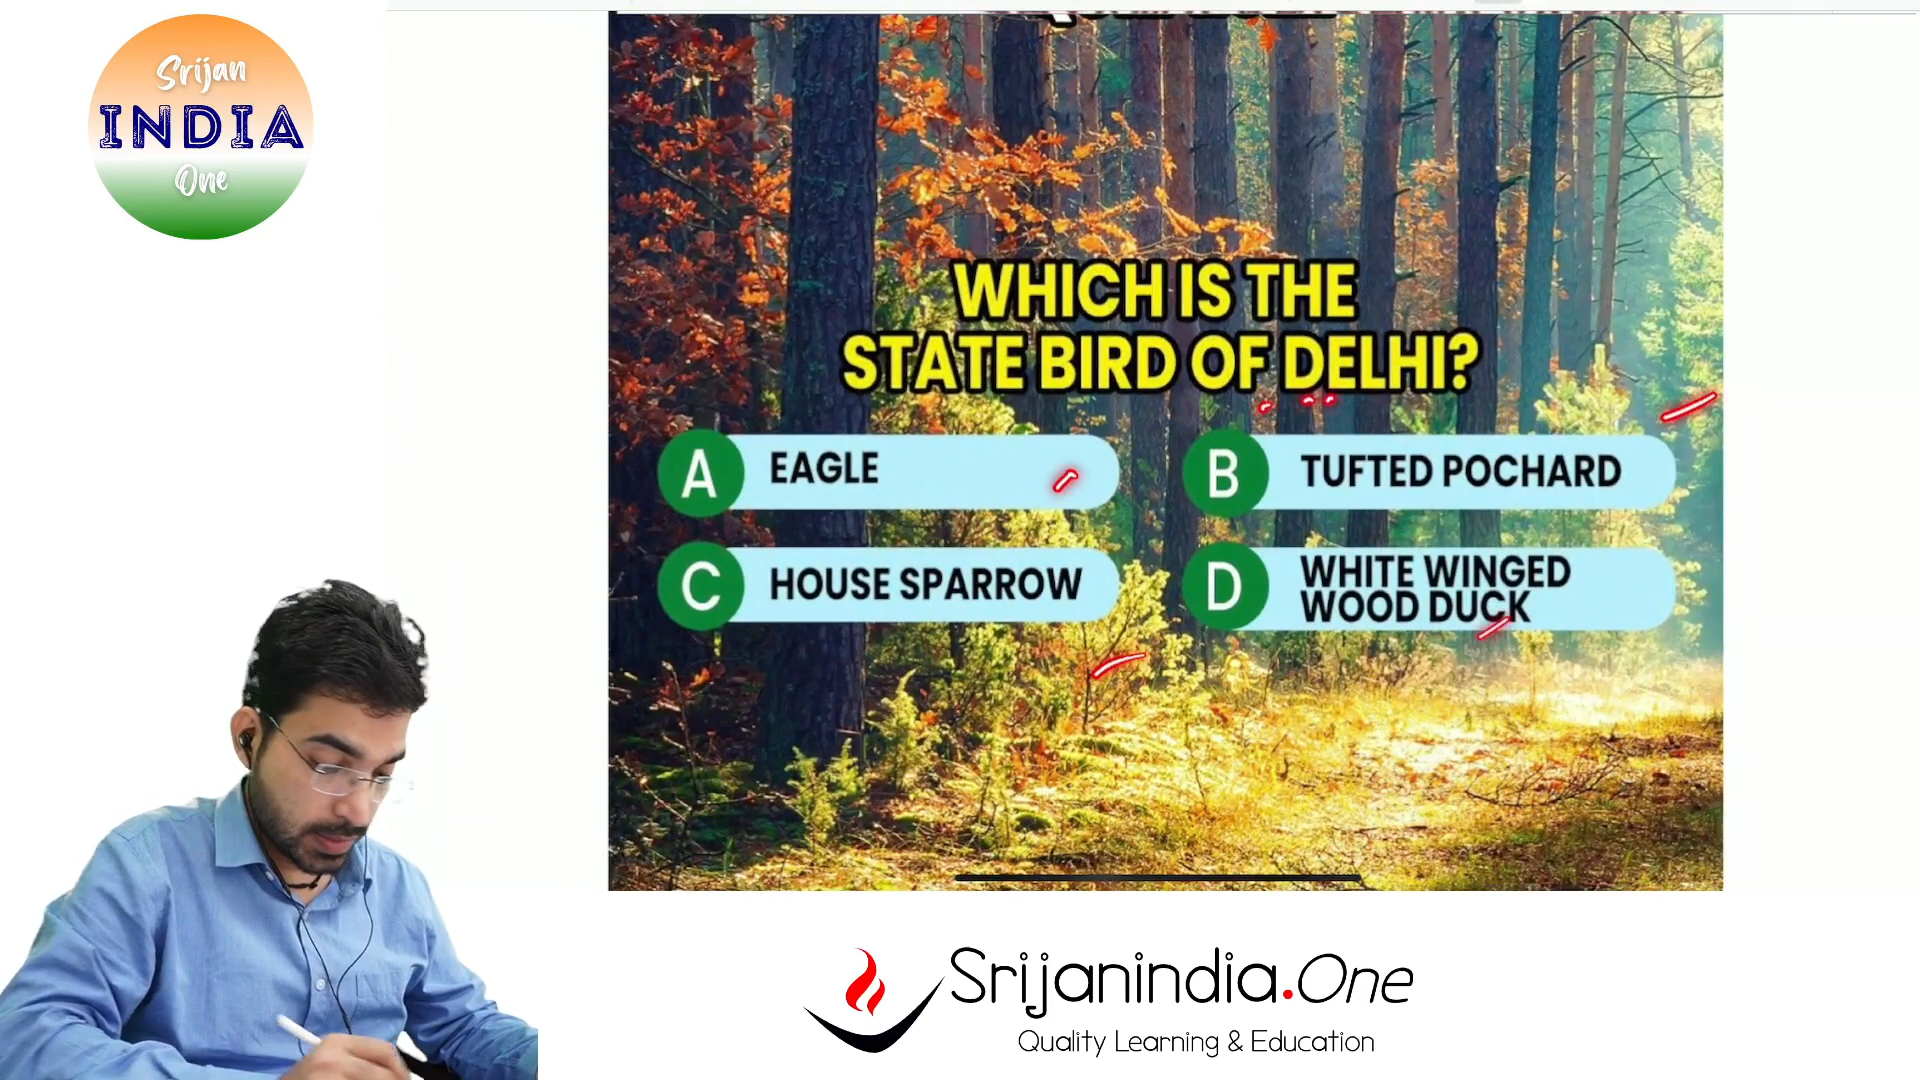 Srijan
INDIA
One
WHICH IS THE
STATE BIRD OF DELHI?
A EAGLE
B TUFTED POCHARD
C HOUSE SPARROW
D WHITE WINGED
WOOD DUCK
Srijanindia.One
Quality Learning & Education